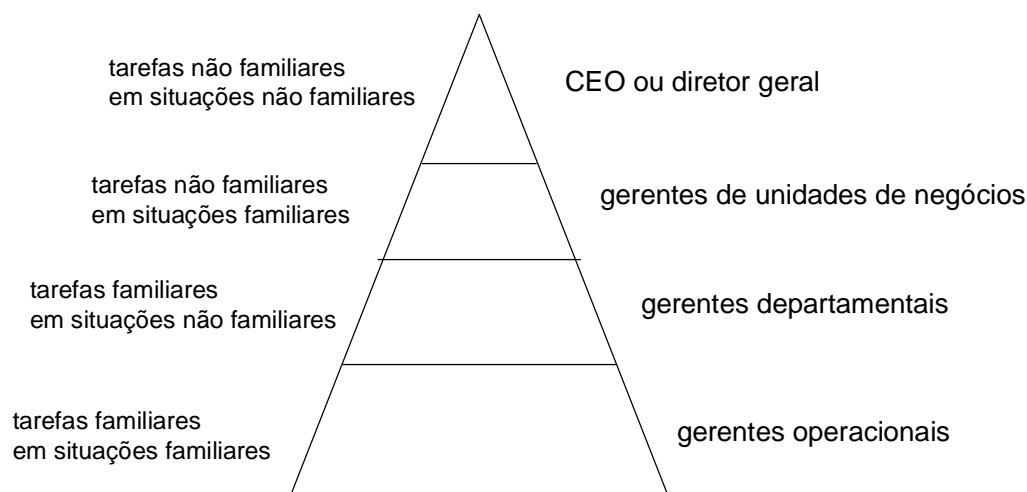 tarefas não familiares
em situações não familiares
CEO ou diretor geral
tarefas não familiares
em situações familiares
gerentes de unidades de negócios
tarefas familiares
em situações não familiares
gerentes departamentais
tarefas familiares
em situações familiares
gerentes operacionais